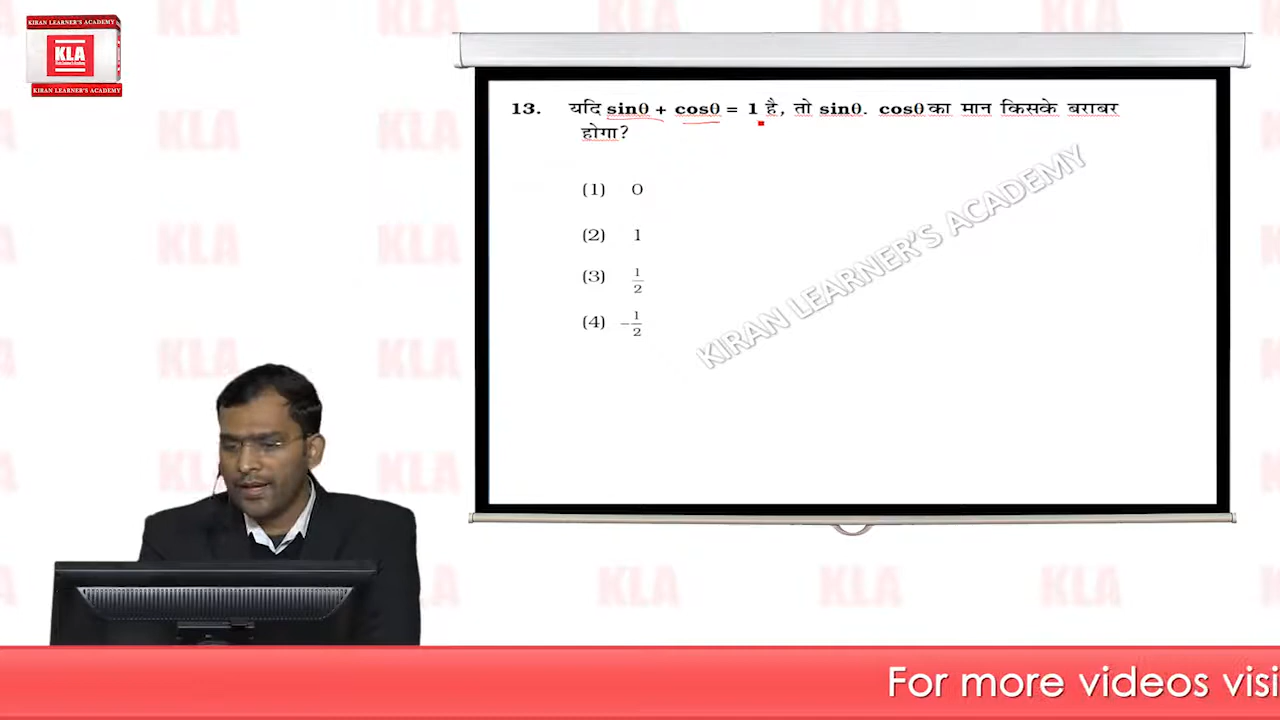 KIRAN LEARNER'S ACADEMY
KLA
KIRAN LEARNER'S ACADEMY
13. यदि sinθ + cosθ = 1 है, तो sinθ. cosθ का मान किसके बराबर
होगा?
(1) 0
(2) 1
(3) 1/2
(4) –1/2
KIRAN LEARNER'S ACADEMY
For more videos visi